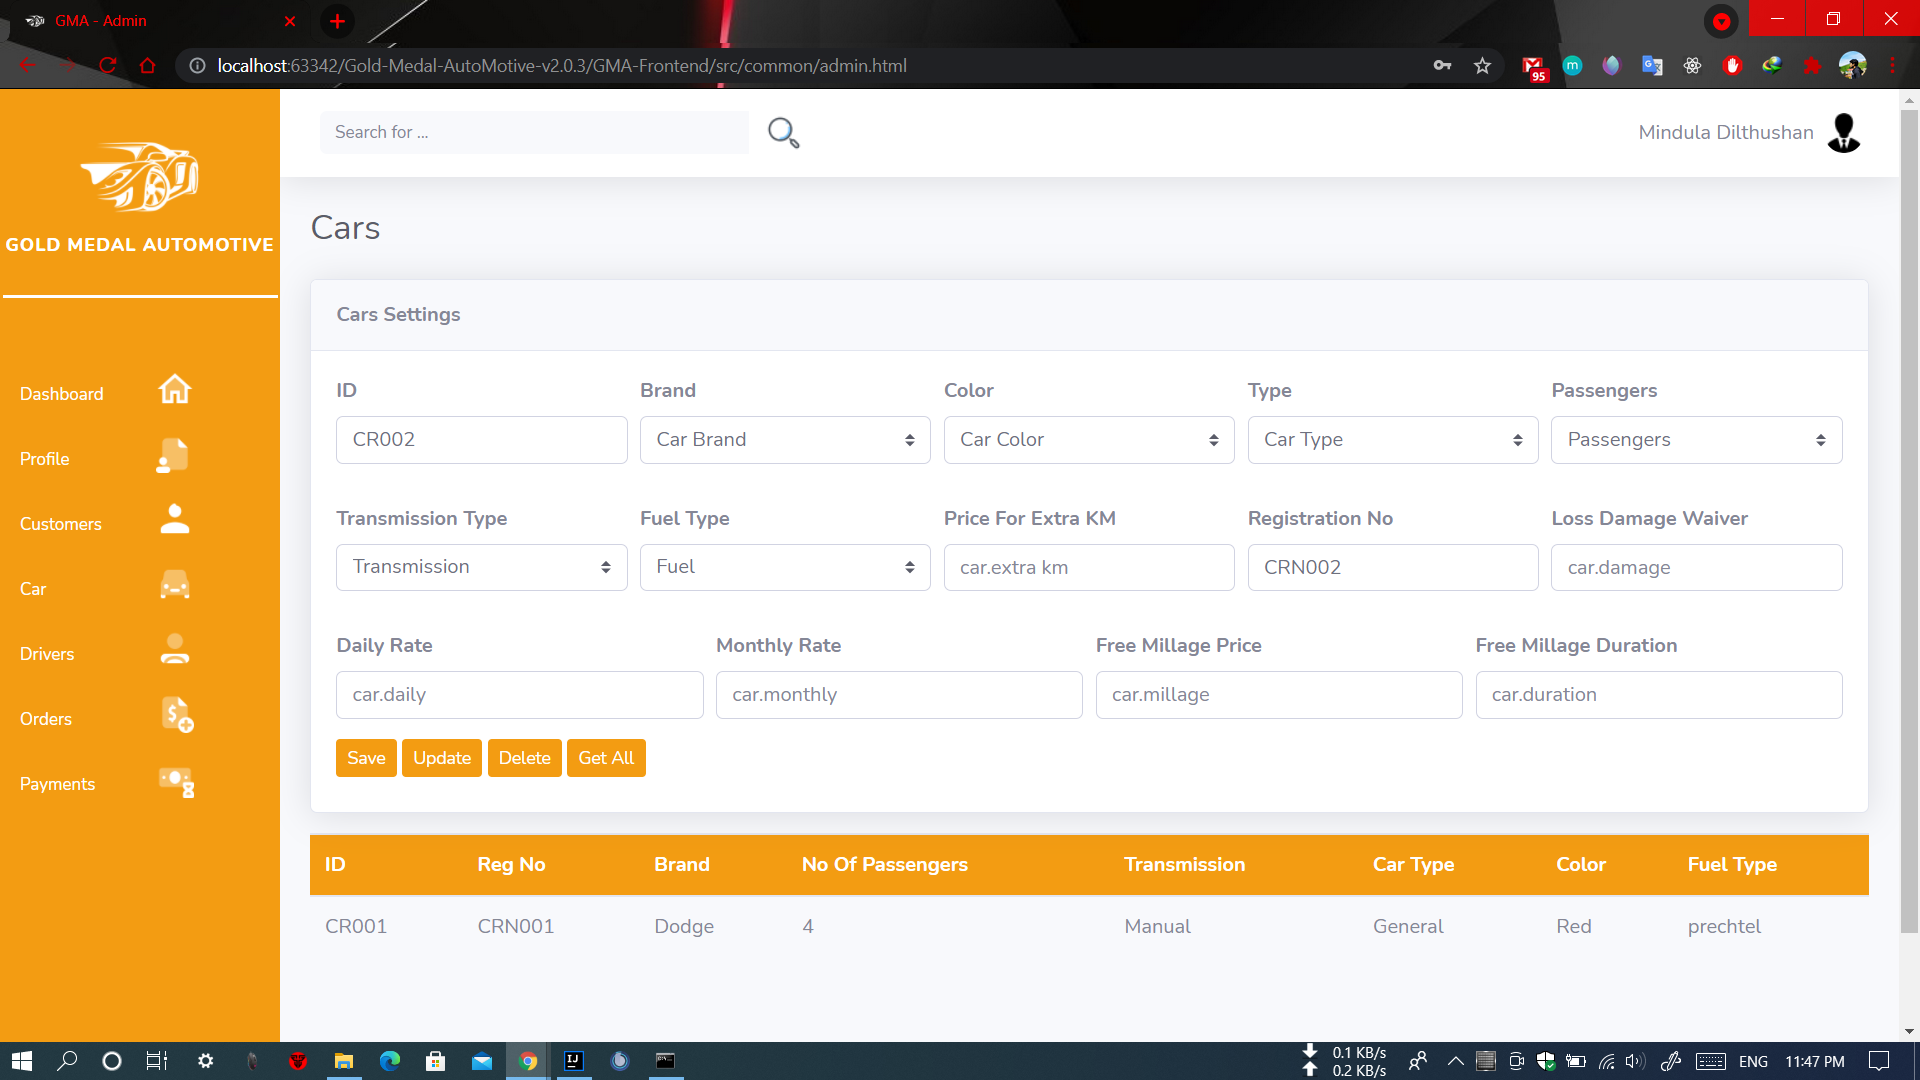 GMA - Admin
localhost:63342/Gold-Medal-AutoMotive-v2.0.3/GMA-Frontend/src/common/admin.html
95
m
Search for ...
Mindula Dilthushan
GOLD MEDAL AUTOMOTIVE
Dashboard
Profile
Customers
Car
Drivers
Orders
Payments
Cars
Cars Settings
ID Brand Color Type Passengers
CR002 Car Brand Car Color Car Type Passengers
Transmission Type Fuel Type Price For Extra KM Registration No Loss Damage Waiver
Transmission Fuel car.extra km CRN002 car.damage
Daily Rate Monthly Rate Free Millage Price Free Millage Duration
car.daily car.monthly car.millage car.duration
Save Update Delete Get All
ID Reg No Brand No Of Passengers Transmission Car Type Color Fuel Type
CR001 CRN001 Dodge 4 Manual General Red prechtel
IJ
0.1 KB/s
0.2 KB/s
ENG 11:47 PM